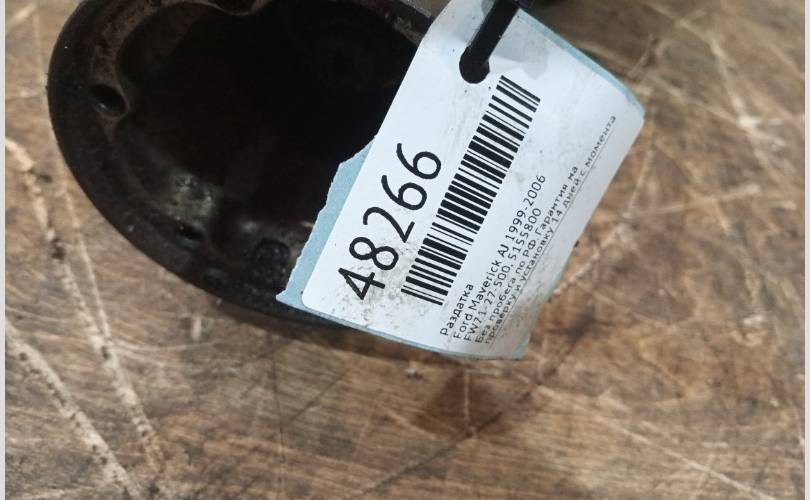 48266
Раздатка
Ford Maverick AJ 1999-2006
FW71-27-500, 5155800
Без пробега по РФ. Гарантия на
проверку и установку 14 дней с момента